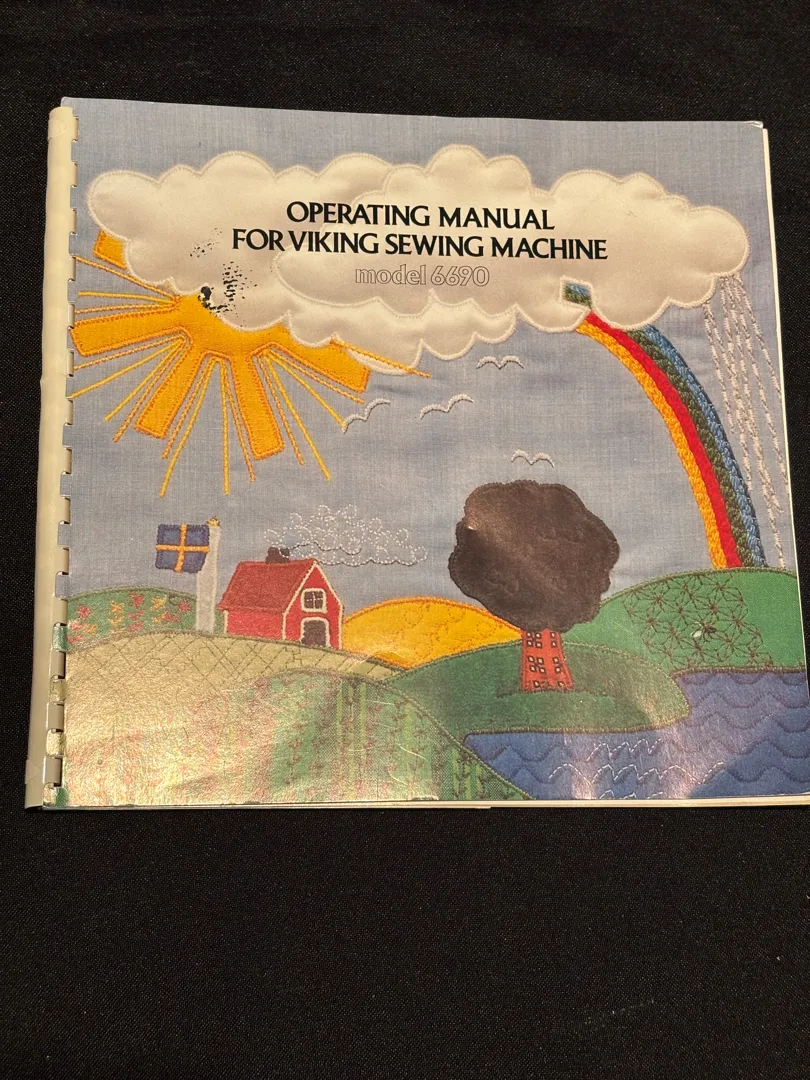 OPERATING MANUAL
FOR VIKING SEWING MACHINE
model 6690